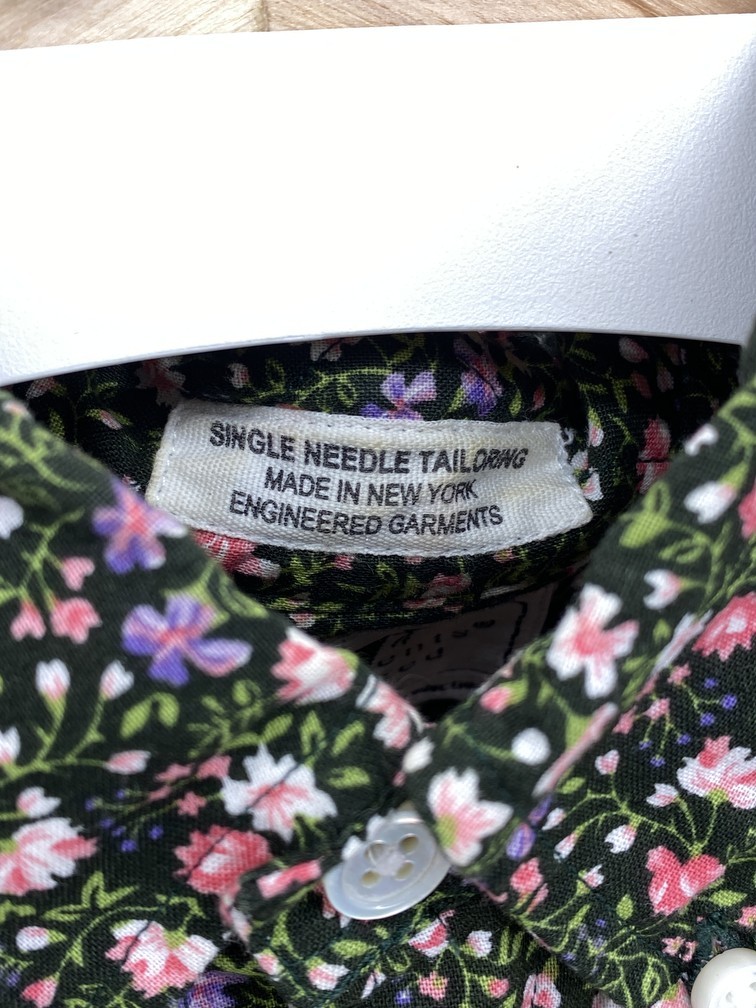 SINGLE NEEDLE TAILORING
MADE IN NEW YORK
ENGINEERED GARMENTS